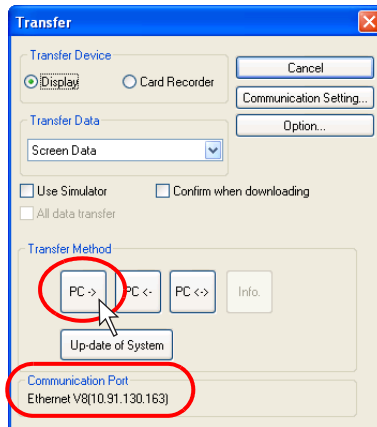 Transfer
Transfer Device
Display
Card Recorder
Cancel
Communication Setting...
Transfer Data
Option...
Screen Data
Use Simulator
Confirm when downloading
All data transfer
Transfer Method
PC ->
PC <-
PC <->
Info.
Up-date of System
Communication Port
Ethernet V8(10.91.130.163)